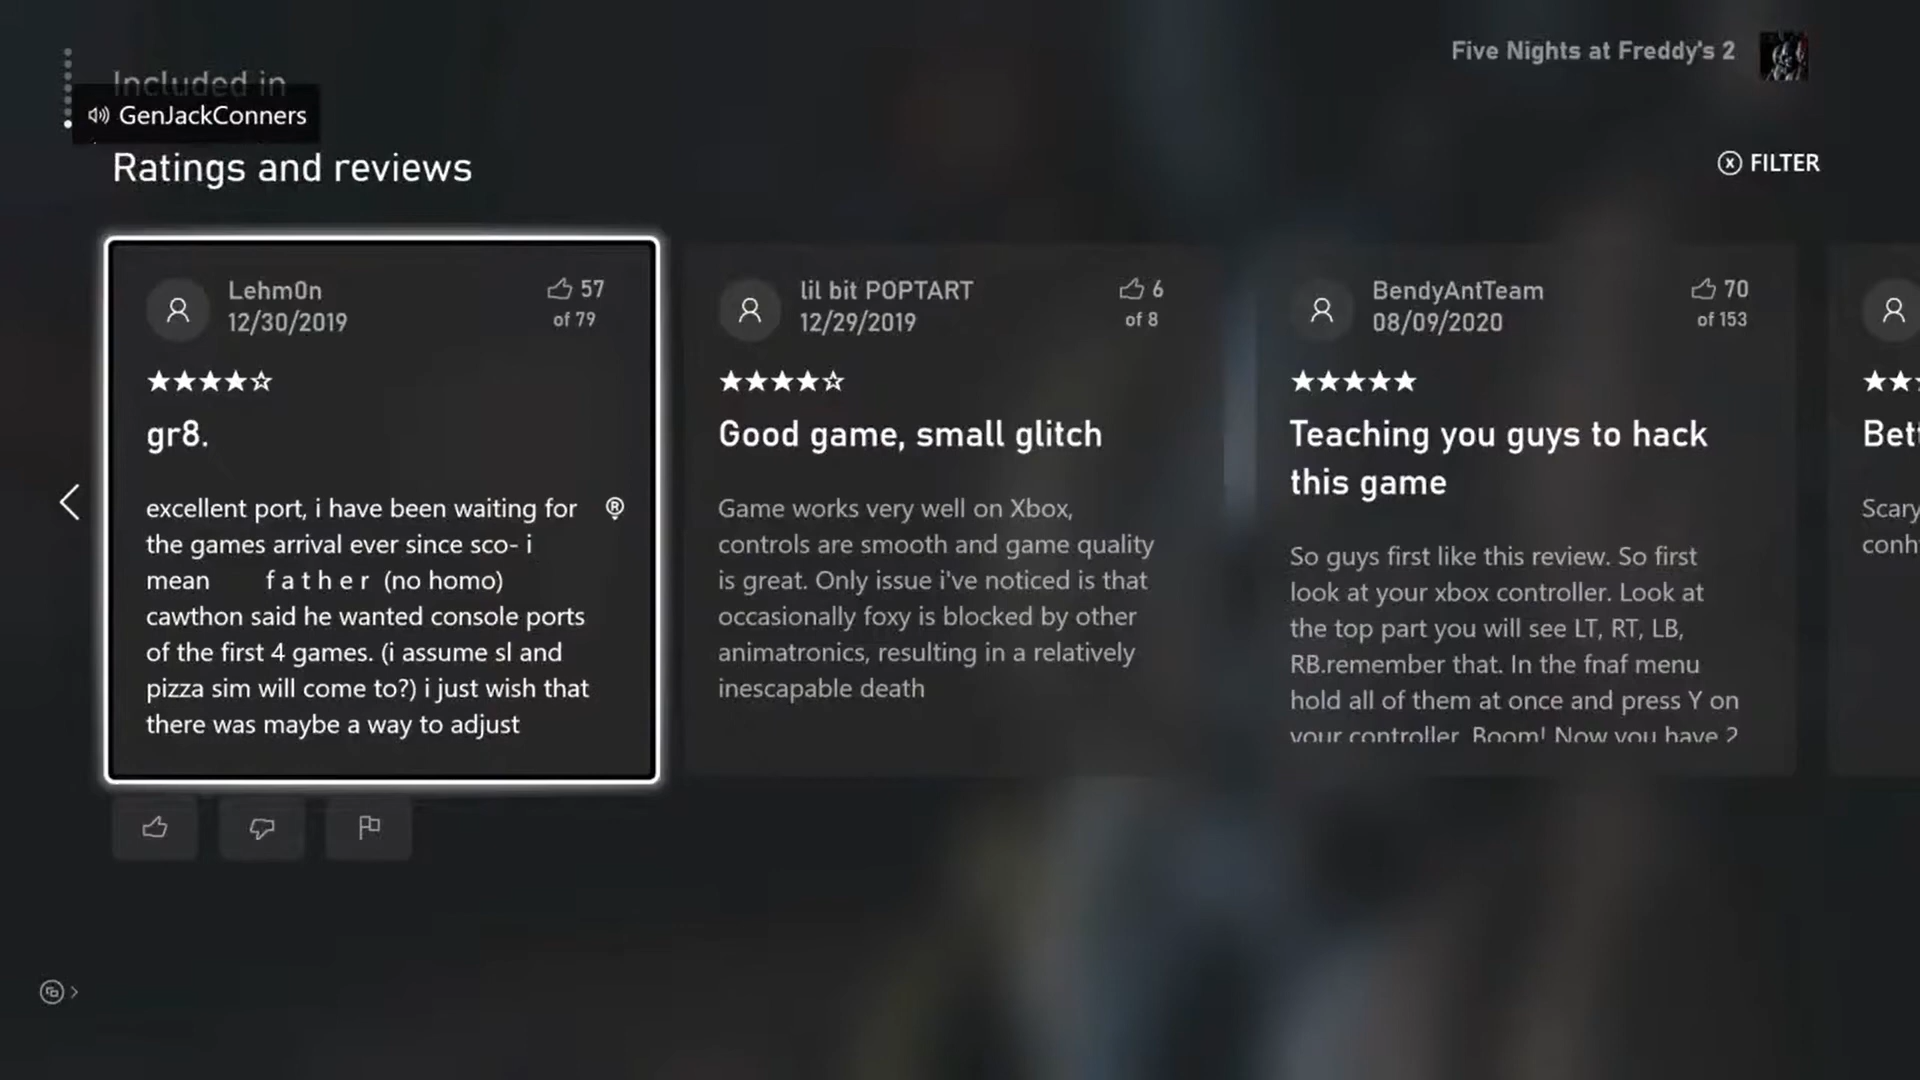 Included in
GenJackConners
Five Nights at Freddy's 2
Ratings and reviews
FILTER
Lehm0n
12/30/2019
57
of 79
gr8.
excellent port, i have been waiting for
the games arrival ever since sco- i
mean f a t h e r (no homo)
cawthon said he wanted console ports
of the first 4 games. (i assume sl and
pizza sim will come to?) i just wish that
there was maybe a way to adjust
lil bit POPTART
12/29/2019
6
of 8
Good game, small glitch
Game works very well on Xbox,
controls are smooth and game quality
is great. Only issue i've noticed is that
occasionally foxy is blocked by other
animatronics, resulting in a relatively
inescapable death
BendyAntTeam
08/09/2020
70
of 153
Teaching you guys to hack
this game
So guys first like this review. So first
look at your xbox controller. Look at
the top part you will see LT, RT, LB,
RB.remember that. In the fnaf menu
hold all of them at once and press Y on
your controller. Boom! Now you have 2
Scary